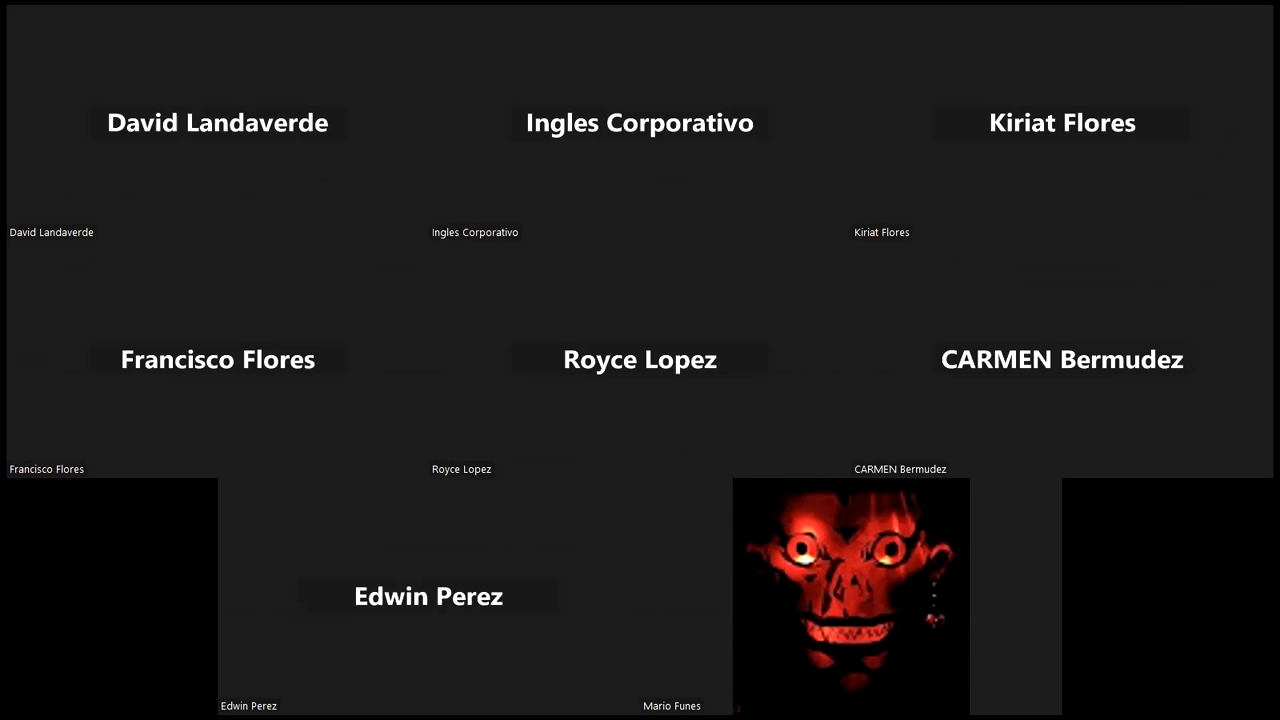 David Landaverde
Ingles Corporativo
Kiriat Flores
David Landaverde
Ingles Corporativo
Kiriat Flores
Francisco Flores
Royce Lopez
CARMEN Bermudez
Francisco Flores
Royce Lopez
CARMEN Bermudez
Edwin Perez
Edwin Perez
Mario Funes